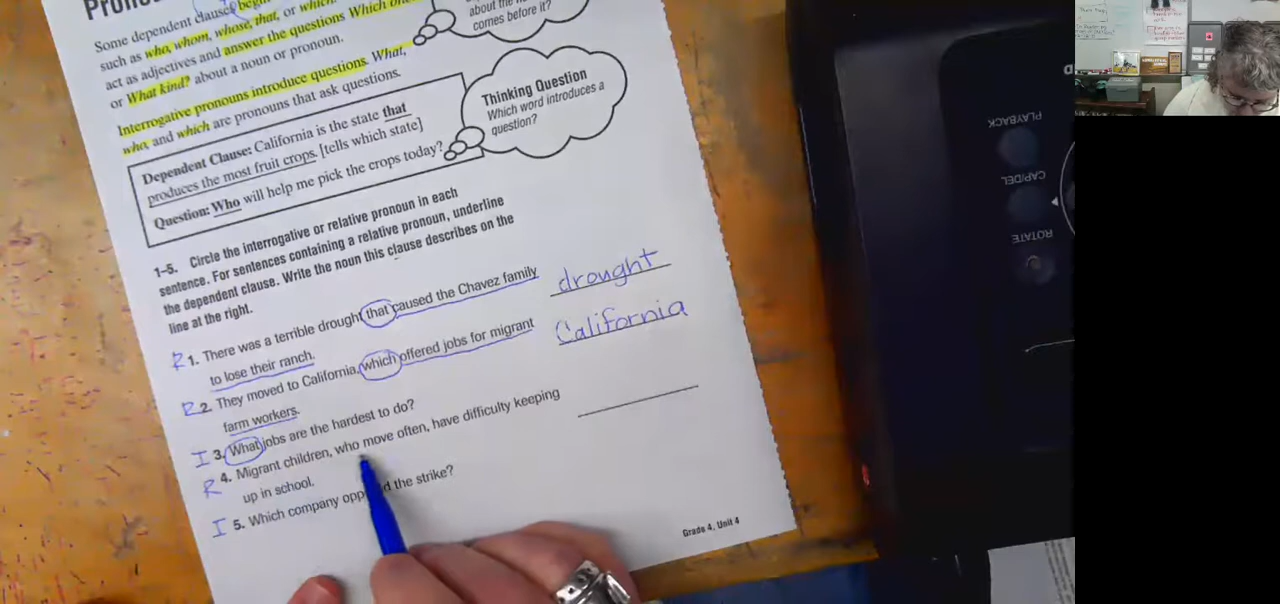 Some dependent clauses begin
such as who, whom, whose, that, or which.
act as adjectives and answer the questions Which
or What kind? about a noun or pronoun.
Interrogative pronouns introduce questions. What,
who, and which are pronouns that ask questions.
about the
comes before it?
Thinking Question
Which word introduces a
question?
Dependent Clause: California is the state that
produces the most fruit crops. [tells which state]
Question: Who will help me pick the crops today?
1–5. Circle the interrogative or relative pronoun in each
sentence. For sentences containing a relative pronoun, underline
the dependent clause. Write the noun this clause describes on the
line at the right.
R 1. There was a terrible drought that caused the Chavez family drought
to lose their ranch.
R 2. They moved to California, which offered jobs for migrant California
farm workers.
I 3. What jobs are the hardest to do?
R 4. Migrant children, who move often, have difficulty keeping
up in school.
I 5. Which company the strike?
Grade 4, Unit 4
PLAYBACK
CAP/DEL
ROTATE